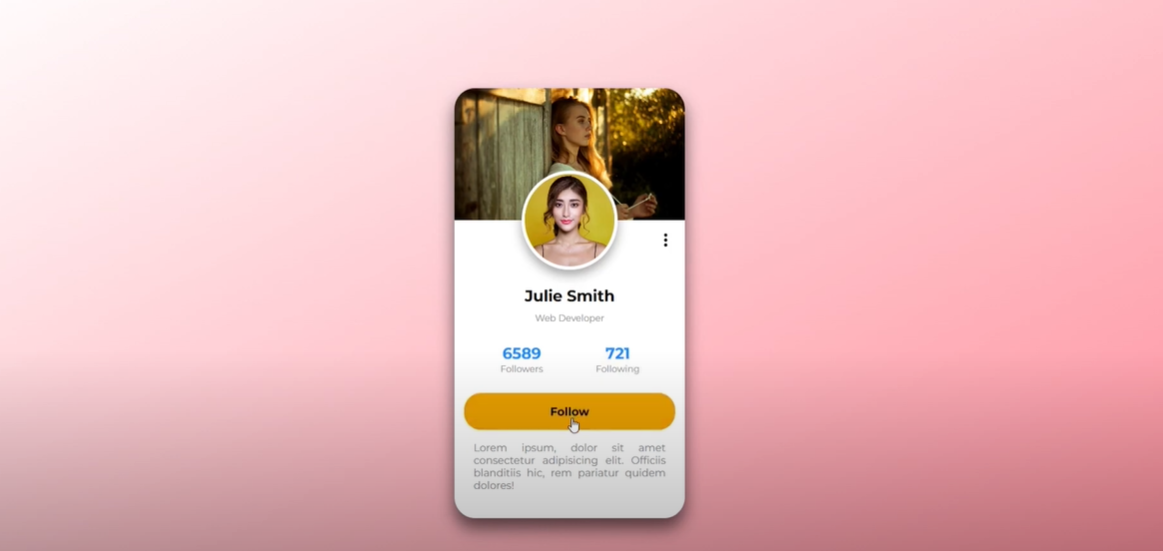 Julie Smith
Web Developer
6589 721
Followers Following
Follow
Lorem ipsum, dolor sit amet
consectetur adipisicing elit. Officiis
blanditiis hic, rem pariatur quidem
dolores!